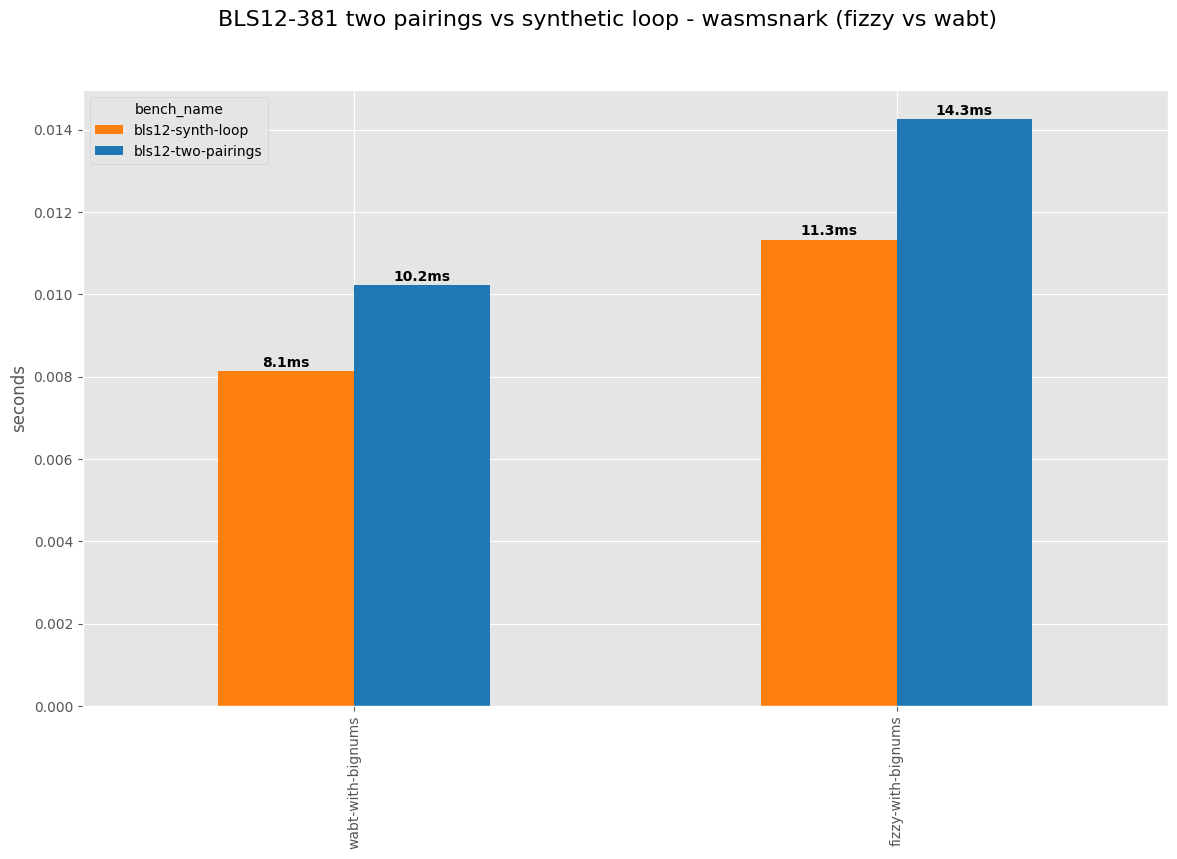 BLS12-381 two pairings vs synthetic loop - wasmsnark (fizzy vs wabt)
bench_name
bls12-synth-loop
bls12-two-pairings
14.3ms
11.3ms
10.2ms
8.1ms
0.014
0.012
0.010
0.008
0.006
0.004
0.002
0.000
seconds
wabt-with-bignums
fizzy-with-bignums